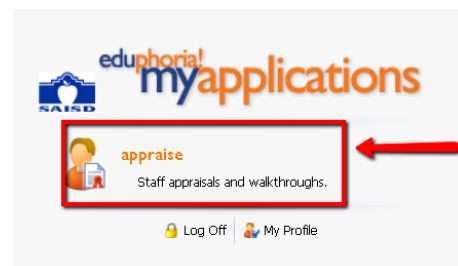 eduphoria!
myapplications
SAISD
appraise
Staff appraisals and walkthroughs.
Log Off My Profile